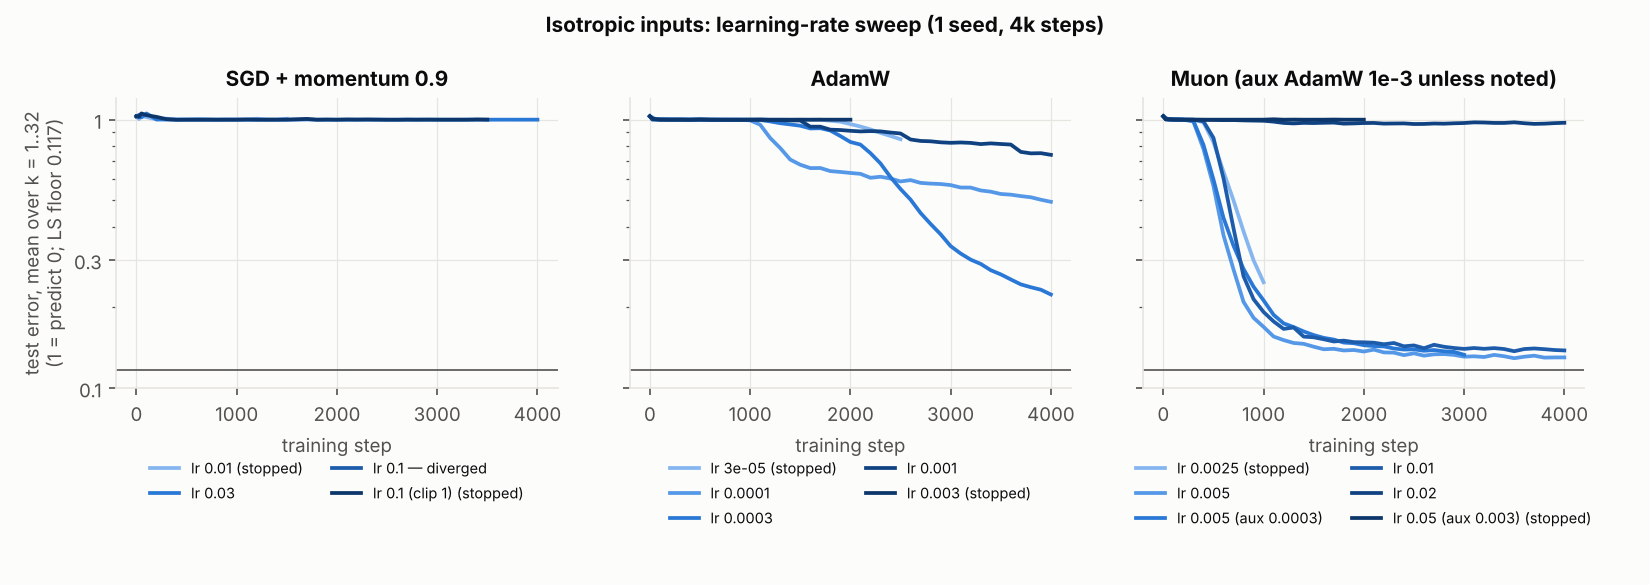 Isotropic inputs: learning-rate sweep (1 seed, 4k steps)
SGD + momentum 0.9
test error, mean over k = 1.32
(1 = predict 0; LS floor 0.117)
1
0.3
0.1
0 1000 2000 3000 4000
training step
lr 0.01 (stopped)
lr 0.03
lr 0.1 — diverged
lr 0.1 (clip 1) (stopped)
AdamW
0 1000 2000 3000 4000
training step
lr 3e-05 (stopped)
lr 0.0001
lr 0.0003
lr 0.001
lr 0.003 (stopped)
Muon (aux AdamW 1e-3 unless noted)
0 1000 2000 3000 4000
training step
lr 0.0025 (stopped)
lr 0.005
lr 0.005 (aux 0.0003)
lr 0.01
lr 0.02
lr 0.05 (aux 0.003) (stopped)